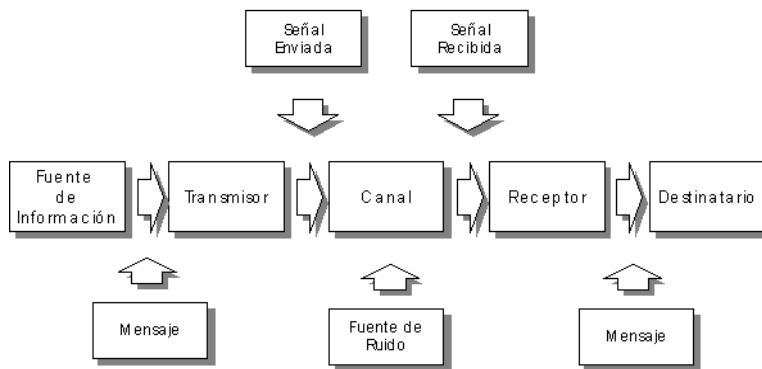 Señal
Enviada
Señal
Recibida
Fuente
de
Información
Transmisor
Canal
Receptor
Destinatario
Mensaje
Fuente de
Ruido
Mensaje